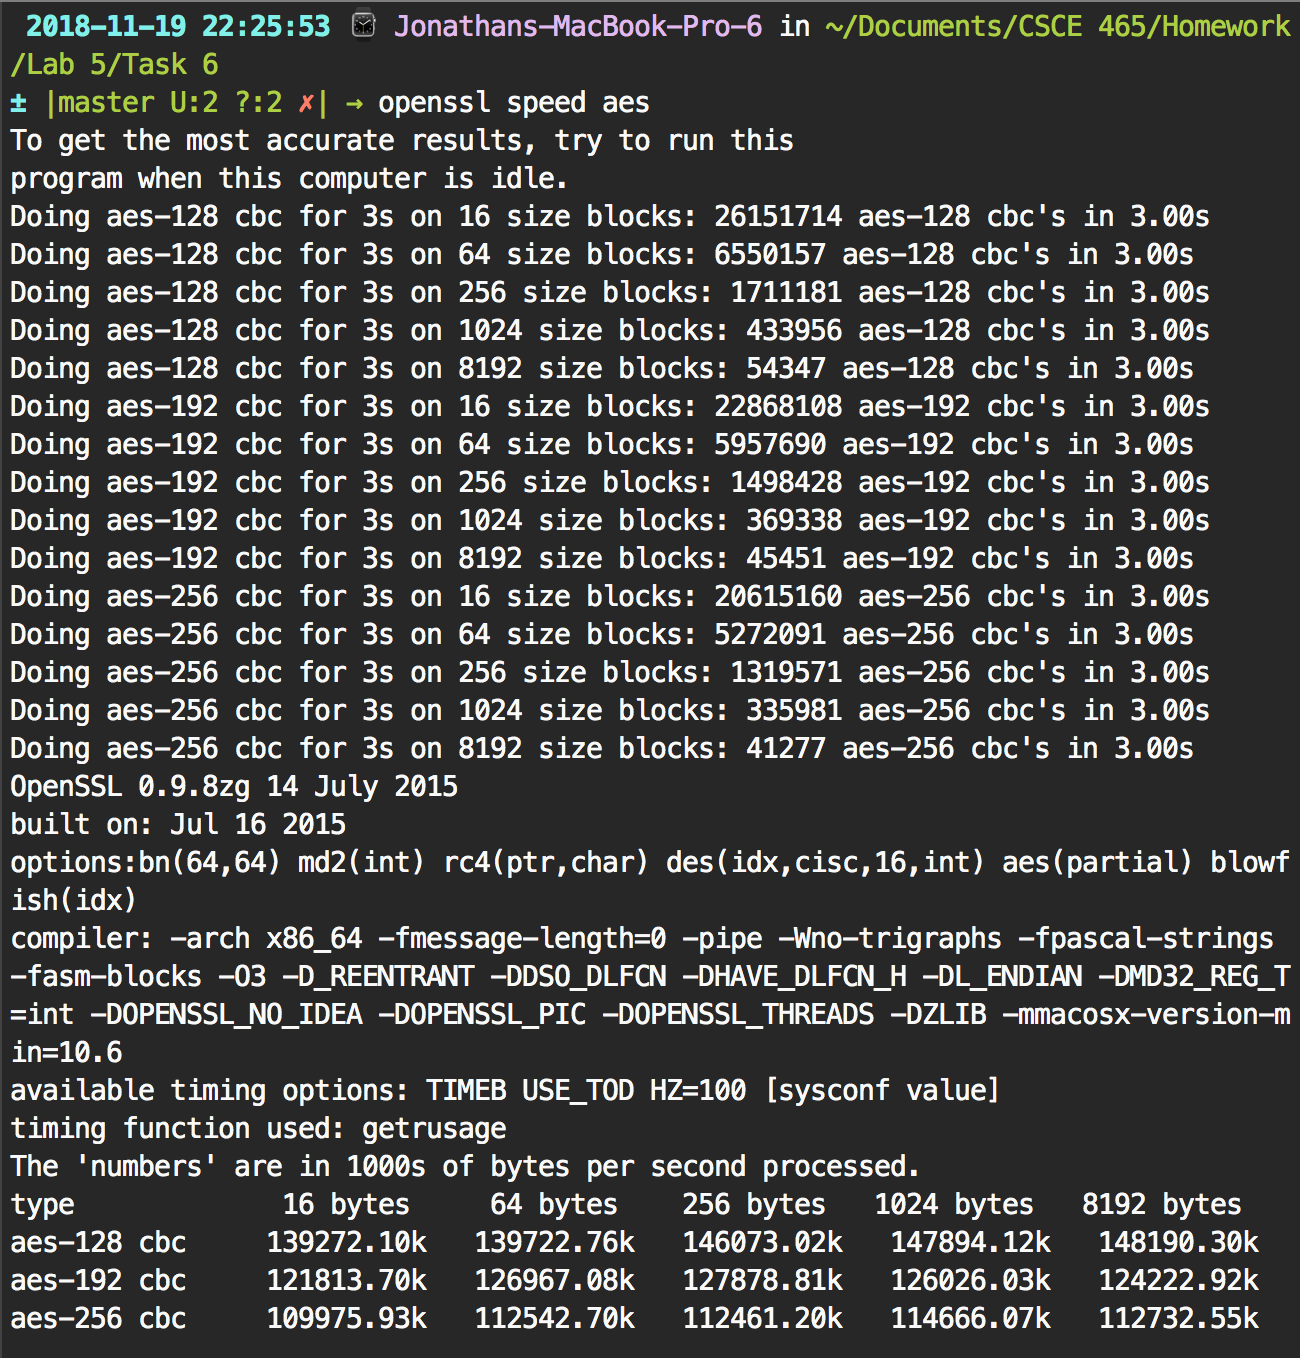 2018-11-19 22:25:53 ⌚ Jonathans-MacBook-Pro-6 in ~/Documents/CSCE 465/Homework
/Lab 5/Task 6
± |master U:2 ?:2 ✗| → openssl speed aes
To get the most accurate results, try to run this
program when this computer is idle.
Doing aes-128 cbc for 3s on 16 size blocks: 26151714 aes-128 cbc's in 3.00s
Doing aes-128 cbc for 3s on 64 size blocks: 6550157 aes-128 cbc's in 3.00s
Doing aes-128 cbc for 3s on 256 size blocks: 1711181 aes-128 cbc's in 3.00s
Doing aes-128 cbc for 3s on 1024 size blocks: 433956 aes-128 cbc's in 3.00s
Doing aes-128 cbc for 3s on 8192 size blocks: 54347 aes-128 cbc's in 3.00s
Doing aes-192 cbc for 3s on 16 size blocks: 22868108 aes-192 cbc's in 3.00s
Doing aes-192 cbc for 3s on 64 size blocks: 5957690 aes-192 cbc's in 3.00s
Doing aes-192 cbc for 3s on 256 size blocks: 1498428 aes-192 cbc's in 3.00s
Doing aes-192 cbc for 3s on 1024 size blocks: 369338 aes-192 cbc's in 3.00s
Doing aes-192 cbc for 3s on 8192 size blocks: 45451 aes-192 cbc's in 3.00s
Doing aes-256 cbc for 3s on 16 size blocks: 20615160 aes-256 cbc's in 3.00s
Doing aes-256 cbc for 3s on 64 size blocks: 5272091 aes-256 cbc's in 3.00s
Doing aes-256 cbc for 3s on 256 size blocks: 1319571 aes-256 cbc's in 3.00s
Doing aes-256 cbc for 3s on 1024 size blocks: 335981 aes-256 cbc's in 3.00s
Doing aes-256 cbc for 3s on 8192 size blocks: 41277 aes-256 cbc's in 3.00s
OpenSSL 0.9.8zg 14 July 2015
built on: Jul 16 2015
options:bn(64,64) md2(int) rc4(ptr,char) des(idx,cisc,16,int) aes(partial) blowf
ish(idx)
compiler: -arch x86_64 -fmessage-length=0 -pipe -Wno-trigraphs -fpascal-strings
-fasm-blocks -O3 -D_REENTRANT -DDSO_DLFCN -DHAVE_DLFCN_H -DL_ENDIAN -DMD32_REG_T
=int -DOPENSSL_NO_IDEA -DOPENSSL_PIC -DOPENSSL_THREADS -DZLIB -mmacosx-version-m
in=10.6
available timing options: TIMEB USE_TOD HZ=100 [sysconf value]
timing function used: getrusage
The 'numbers' are in 1000s of bytes per second processed.
type             16 bytes     64 bytes    256 bytes   1024 bytes   8192 bytes
aes-128 cbc     139272.10k   139722.76k   146073.02k   147894.12k   148190.30k
aes-192 cbc     121813.70k   126967.08k   127878.81k   126026.03k   124222.92k
aes-256 cbc     109975.93k   112542.70k   112461.20k   114666.07k   112732.55k